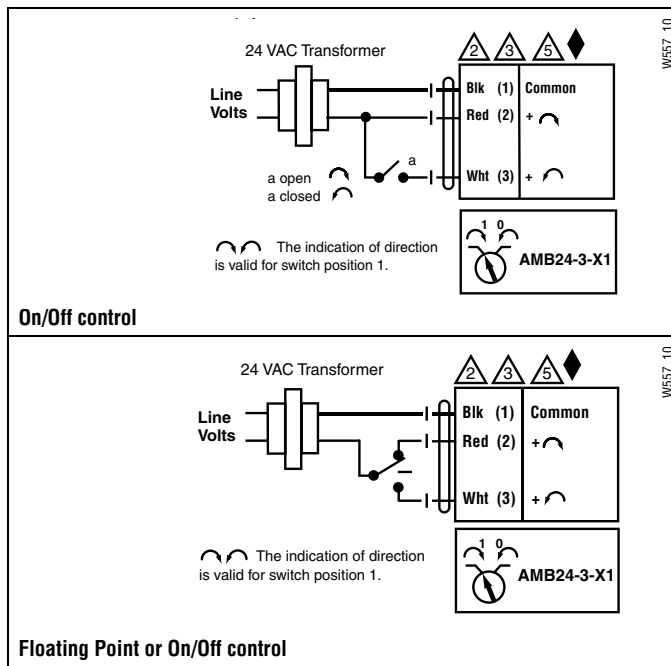 24 VAC Transformer
2 3 5
W557_10
Line
Volts
Blk (1) Common
Red (2) +
a
Wht (3) +
a open
a closed
The indication of direction
is valid for switch position 1.
1 0
AMB24-3-X1
On/Off control
24 VAC Transformer
2 3 5
W557_10
Line
Volts
Blk (1) Common
Red (2) +
Wht (3) +
The indication of direction
is valid for switch position 1.
1 0
AMB24-3-X1
Floating Point or On/Off control